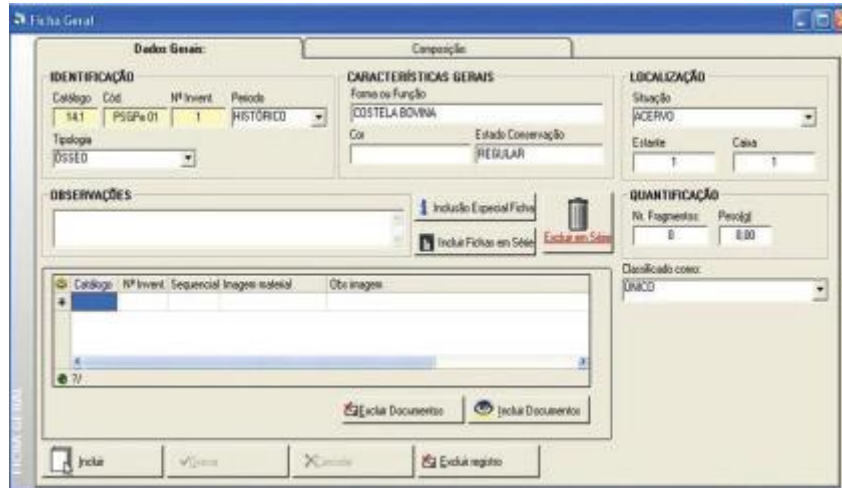 Ficha Geral
Dados Gerais:
Composição
IDENTIFICAÇÃO
Catálogo Cód. Nº Invent. Período
14.1 PSGPe 01 1 HISTÓRICO
Tipologia
ÓSSEO
CARACTERÍSTICAS GERAIS
Forma ou Função
COSTELA BOVINA
Cor Estado Conservação
REGULAR
LOCALIZAÇÃO
Situação
ACERVO
Estante Caixa
1 1
OBSERVAÇÕES
Inclusão Especial Ficha
Incluir Fichas em Série
Excluir em Série
QUANTIFICAÇÃO
Nr. Fragmentos Peso(g)
0 0,00
Classificado como:
ÚNICO
Catálogo Nº Invent. Sequencial Imagem material Obs imagem
?/
Excluir Documentos
Incluir Documentos
Incluir
Gravar
Cancelar
Excluir registro
FICHA GERAL